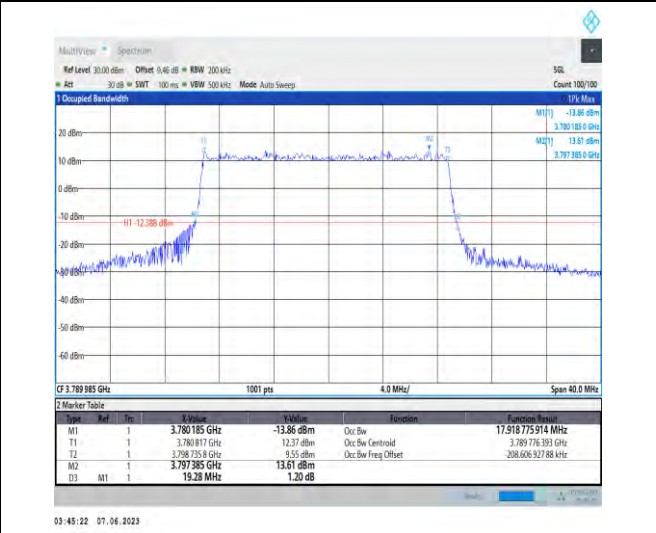 MultiView Spectrum
Ref Level 30.00 dBm Offset 9.46 dB RBW 200 kHz SGL
Att 30 dB SWT 100 ms VBW 500 kHz Mode Auto Sweep Count 100/100
1 Occupied Bandwidth 1Pk Max
M1[1] -13.86 dBm
3.780 185 0 GHz
M2[1] 13.61 dBm
3.797 385 0 GHz
20 dBm
T1 M2 T2
10 dBm
0 dBm
-10 dBm
H1 -12.388 dBm
-20 dBm
-30 dBm
-40 dBm
-50 dBm
-60 dBm
CF 3.789 985 GHz 1001 pts 4.0 MHz/ Span 40.0 MHz
2 Marker Table
Type Ref Trc X-Value Y-Value Function Function Result
M1 1 3.780185 GHz -13.86 dBm Occ Bw 17.918 775 914 MHz
T1 1 3.780817 GHz 12.37 dBm Occ Bw Centroid 3.789 776 393 GHz
T2 1 3.798 735 8 GHz 9.55 dBm Occ Bw Freq Offset -208.606 927 88 kHz
M2 1 3.797385 GHz 13.61 dBm
D3 M1 1 19.28 MHz 1.20 dB
03:45:22 07.06.2023